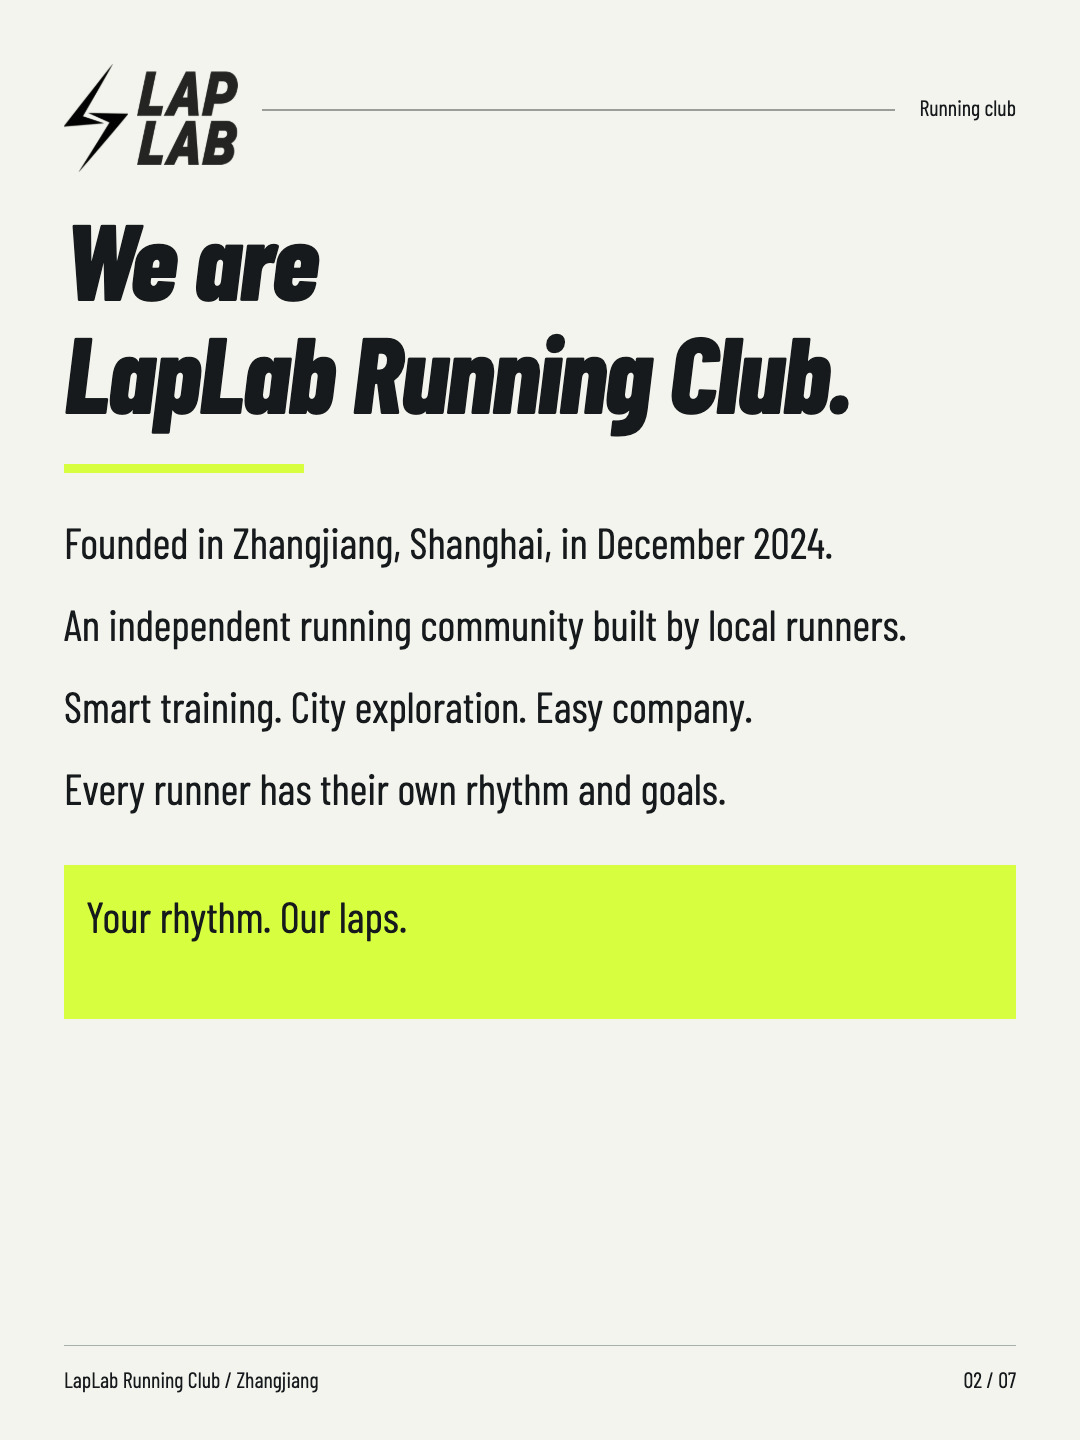 LAP
LAB
Running club
We are
LapLab Running Club.
Founded in Zhangjiang, Shanghai, in December 2024.
An independent running community built by local runners.
Smart training. City exploration. Easy company.
Every runner has their own rhythm and goals.
Your rhythm. Our laps.
LapLab Running Club / Zhangjiang
02 / 07